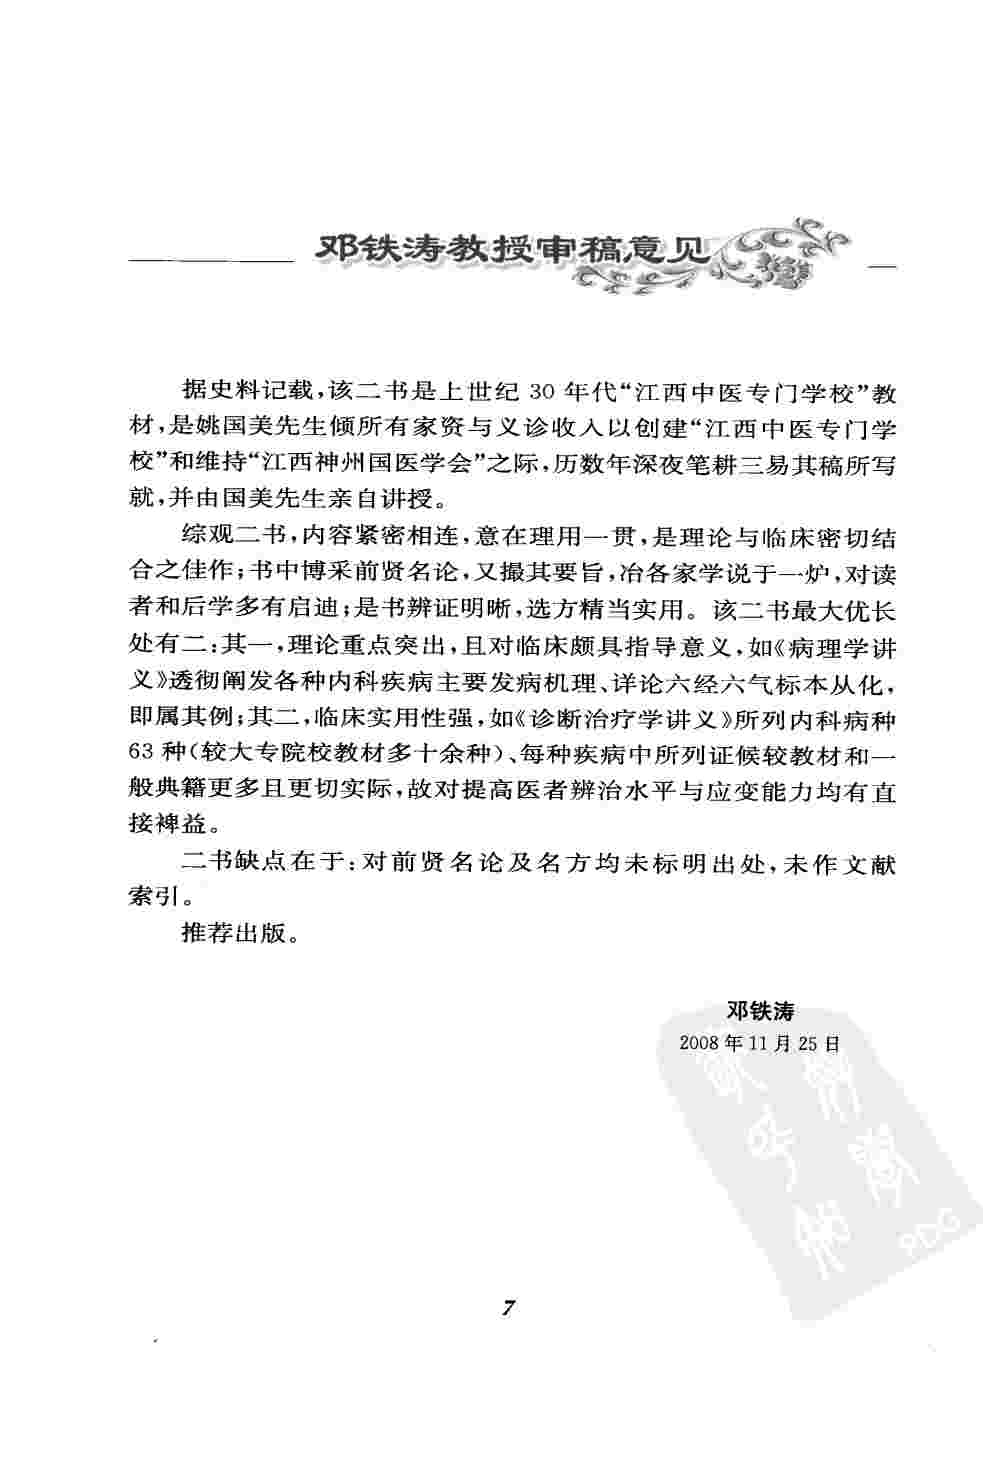 邓铁涛教授审稿意见
据史料记载,该二书是上世纪 30 年代“江西中医专门学校”教
材,是姚国美先生倾所有家资与义诊收入以创建“江西中医专门学
校”和维持“江西神州国医学会”之际,历数年深夜笔耕三易其稿所写
就,并由国美先生亲自讲授。
综观二书,内容紧密相连,意在理用一贯,是理论与临床密切结
合之佳作;书中博采前贤名论,又撮其要旨,冶各家学说于一炉,对读
者和后学多有启迪;是书辨证明晰,选方精当实用。该二书最大优长
处有二:其一,理论重点突出,且对临床颇具指导意义,如《病理学讲
义》透彻阐发各种内科疾病主要发病机理、详论六经六气标本从化,
即属其例;其二,临床实用性强,如《诊断治疗学讲义》所列内科病种
63 种(较大专院校教材多十余种)、每种疾病中所列证候较教材和一
般典籍更多且更切实际,故对提高医者辨治水平与应变能力均有直
接裨益。
二书缺点在于:对前贤名论及名方均未标明出处,未作文献
索引。
推荐出版。
邓铁涛
2008 年 11 月 25 日
PDG
7